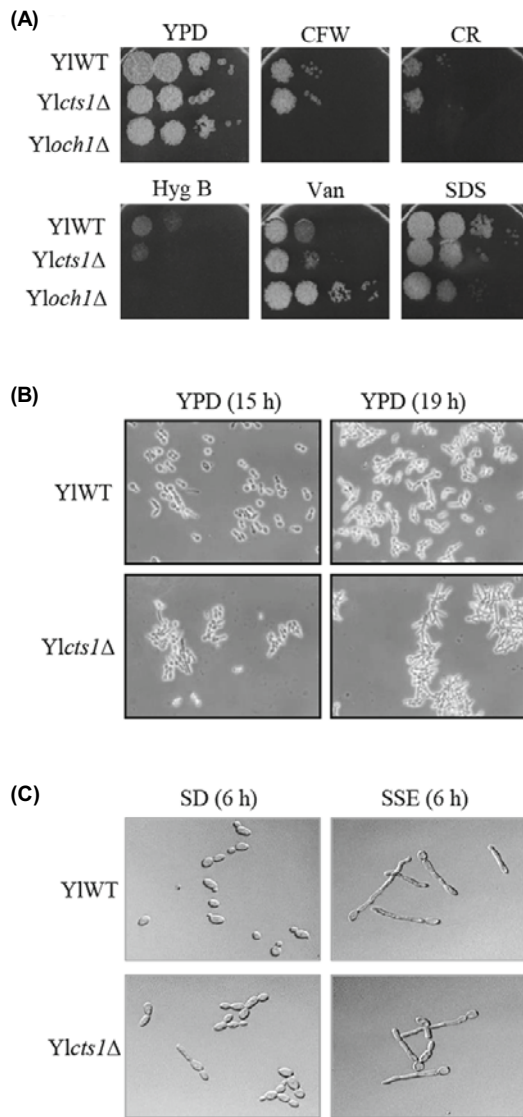 (A)
YPD CFW CR
YlWT
Ylcts1Δ
Yloch1Δ
Hyg B Van SDS
YlWT
Ylcts1Δ
Yloch1Δ
(B)
YPD (15 h) YPD (19 h)
YlWT
Ylcts1Δ
(C)
SD (6 h) SSE (6 h)
YlWT
Ylcts1Δ